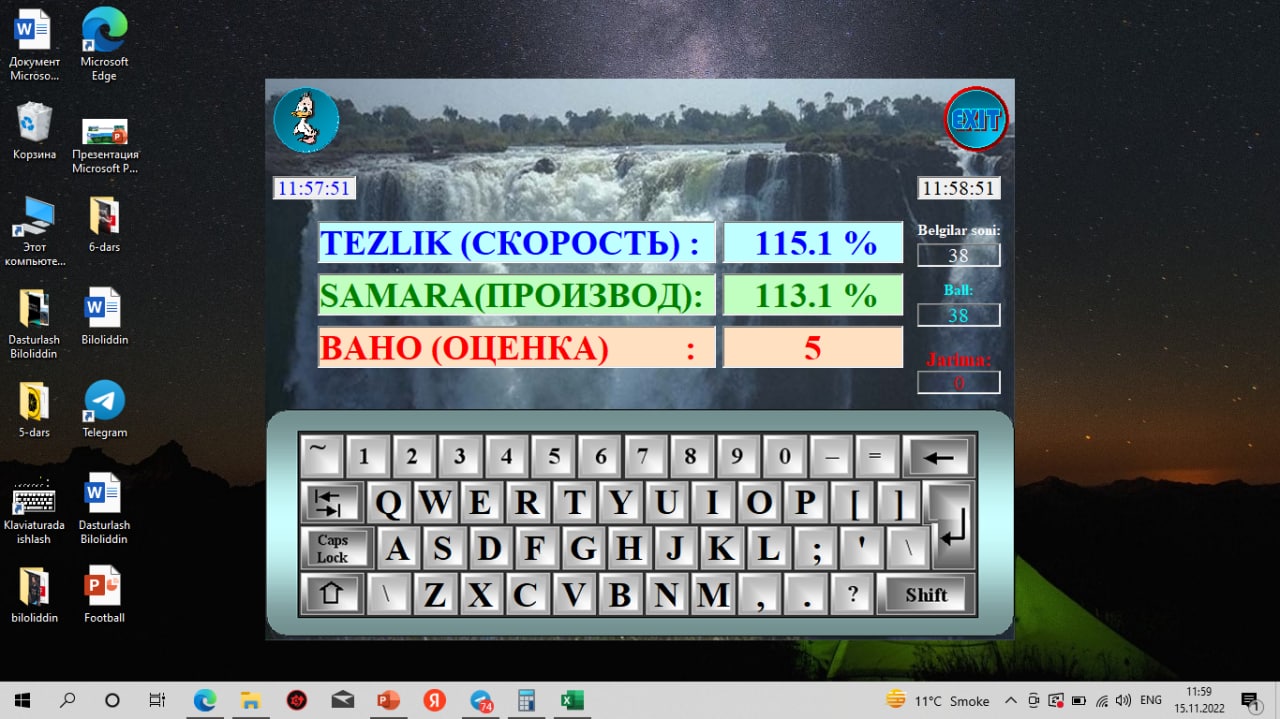 Документ
Microso...
Microsoft
Edge
Корзина
Презентация
Microsoft P...
Этот
компьюте...
6-dars
Dasturlash
Biloliddin
Biloliddin
5-dars
Telegram
Klaviaturada
ishlash
Dasturlash
Biloliddin
biloliddin
Football
EXIT
11:57:51
11:58:51
TEZLIK (СКОРОСТЬ) : 115.1 %
SAMARA(ПРОИЗВОД): 113.1 %
BAHO (ОЦЕНКА) : 5
Belgilar soni:
38
Ball:
38
Jarima:
0
~ 1 2 3 4 5 6 7 8 9 0 – = ←
Q W E R T Y U I O P [ ]
Caps Lock A S D F G H J K L ; ' \
\ Z X C V B N M , . ? Shift
Я 74 11°C Smoke ENG 11:59
15.11.2022
1